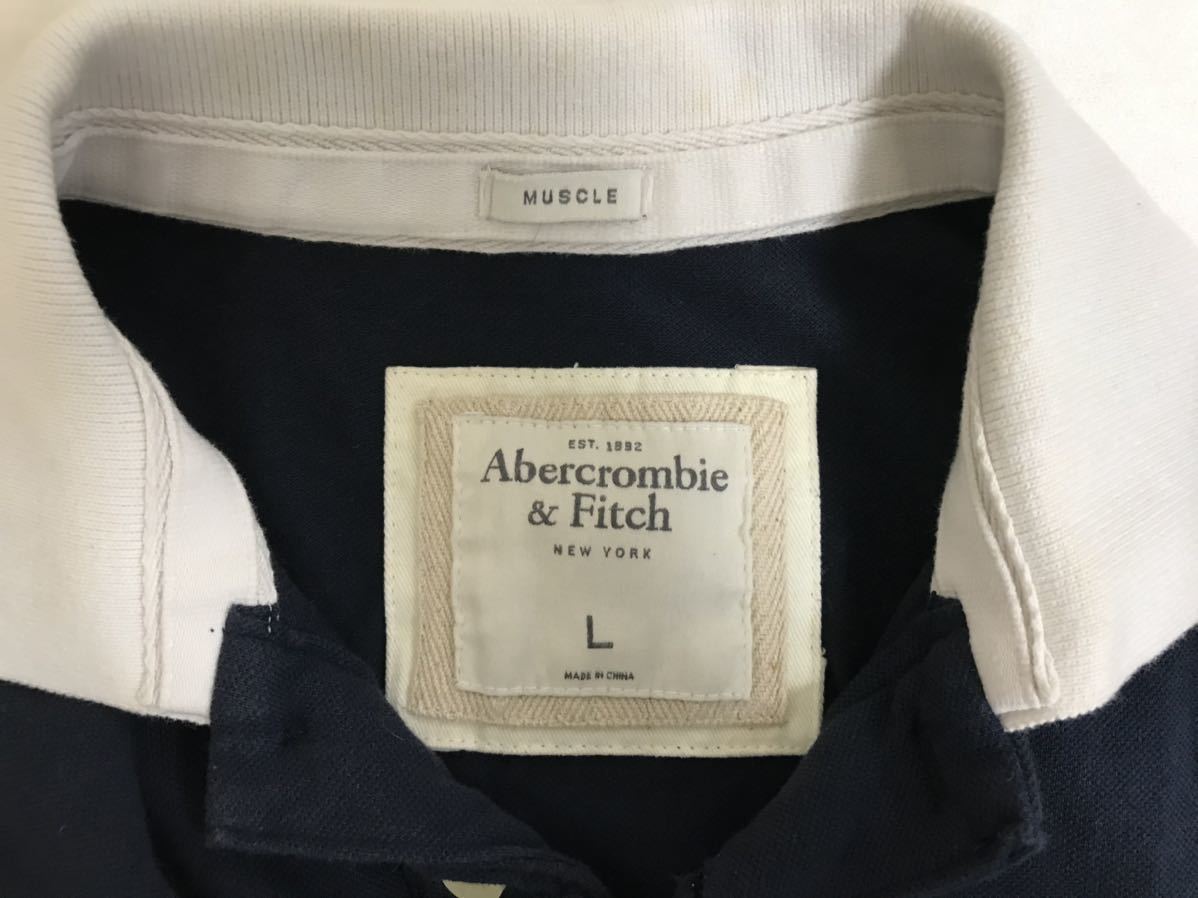 MUSCLE
EST. 1892
Abercrombie
& Fitch
NEW YORK
L
MADE IN CHINA